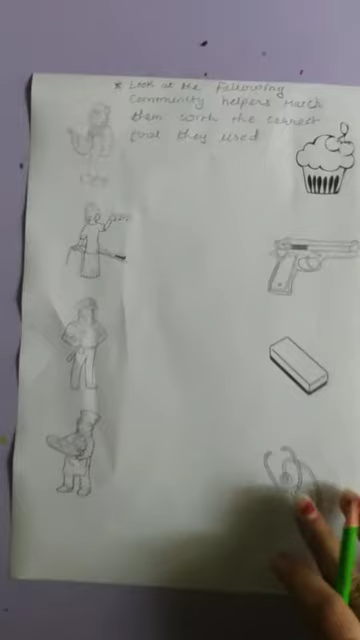 * Look at the following
Community helpers Match
them with the correct
tool they used